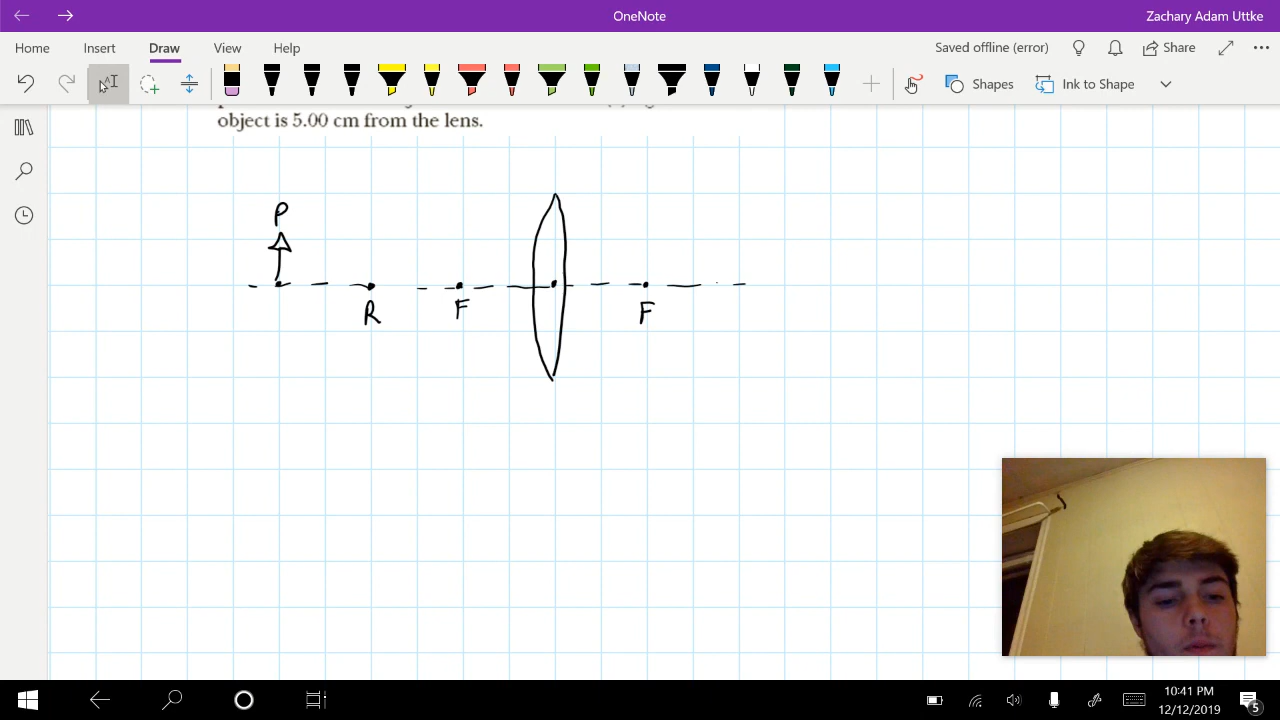 OneNote
Zachary Adam Uttke
Home Insert Draw View Help
Saved offline (error) Share
Shapes Ink to Shape
object is 5.00 cm from the lens.
P
R F F
10:41 PM
12/12/2019
5